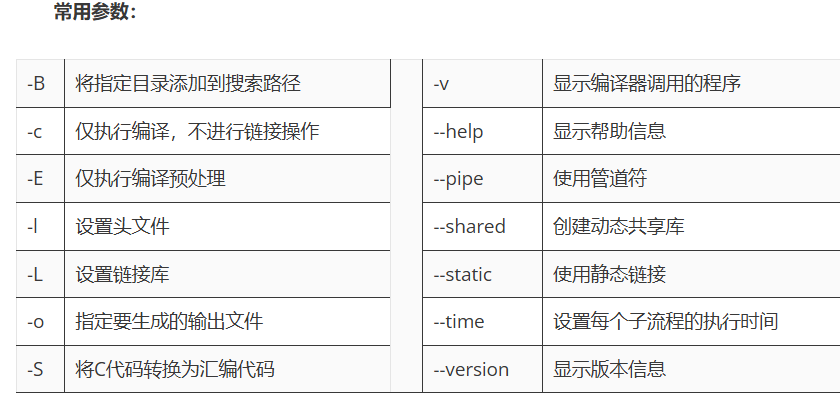 常用参数：
-B 将指定目录添加到搜索路径 -v 显示编译器调用的程序
-c 仅执行编译，不进行链接操作 --help 显示帮助信息
-E 仅执行编译预处理 --pipe 使用管道符
-l 设置头文件 --shared 创建动态共享库
-L 设置链接库 --static 使用静态链接
-o 指定要生成的输出文件 --time 设置每个子流程的执行时间
-S 将C代码转换为汇编代码 --version 显示版本信息